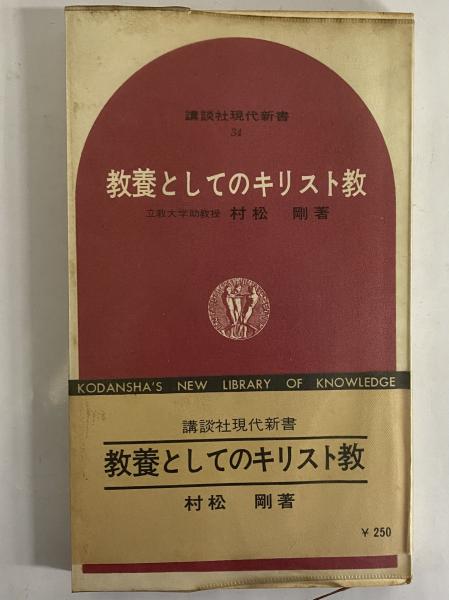 講談社現代新書
34
教養としてのキリスト教
立教大学助教授 村松 剛著
KODANSHA'S NEW LIBRARY OF KNOWLEDGE
講談社現代新書
教養としてのキリスト教
村松 剛著
¥ 250